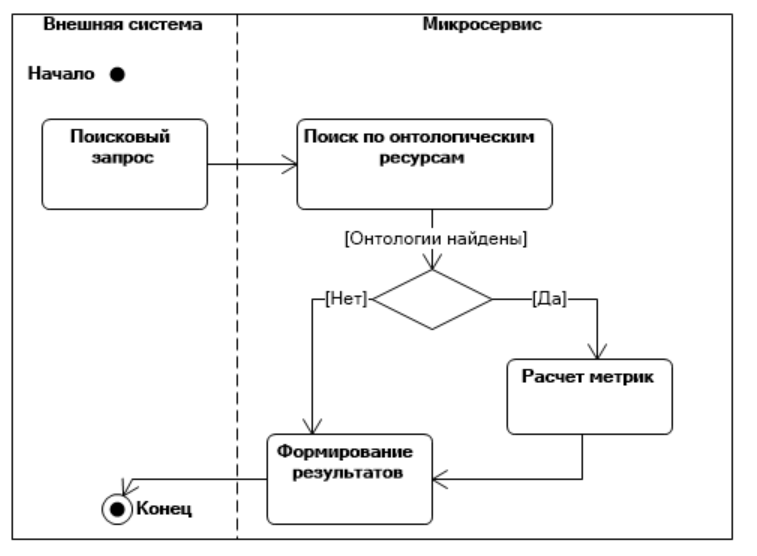 Внешняя система
Микросервис
Начало
Поисковый
запрос
Поиск по онтологическим
ресурсам
[Онтологии найдены]
[Нет]
[Да]
Расчет метрик
Формирование
результатов
Конец